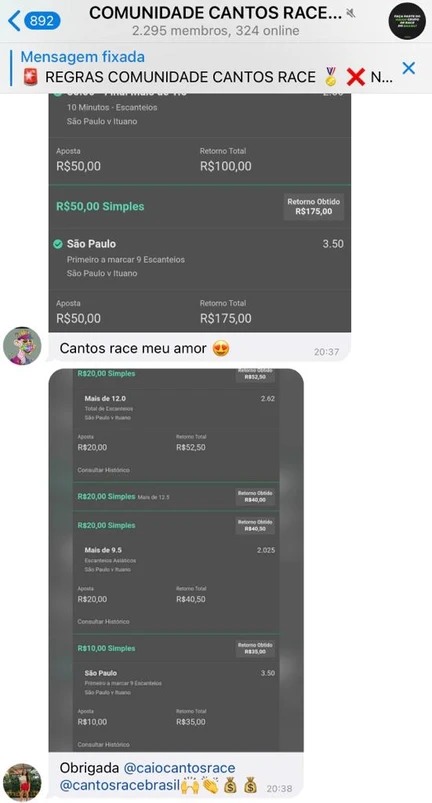 892
COMUNIDADE CANTOS RACE...
2.295 membros, 324 online
Mensagem fixada
🚨 REGRAS COMUNIDADE CANTOS RACE 🏅 ❌ N...
10 Minutos - Escanteios
São Paulo v Ituano
Aposta Retorno Total
R$50,00 R$100,00
R$50,00 Simples
Retorno Obtido
R$175,00
São Paulo 3.50
Primeiro a marcar 9 Escanteios
São Paulo v Ituano
Aposta Retorno Total
R$50,00 R$175,00
Cantos race meu amor 😍
20:37
R$20,00 Simples
Retorno Obtido
R$52,50
Mais de 12.0 2.62
Total de Escanteios
São Paulo v Ituano
Aposta Retorno Total
R$20,00 R$52,50
Consultar Histórico
R$20,00 Simples Mais de 12.5
Retorno Obtido
R$40,00
R$20,00 Simples
Retorno Obtido
R$40,50
Mais de 9.5 2.025
Escanteios Asiáticos
São Paulo v Ituano
Aposta Retorno Total
R$20,00 R$40,50
Consultar Histórico
R$10,00 Simples
Retorno Obtido
R$35,00
São Paulo 3.50
Primeiro a marcar 9 Escanteios
São Paulo v Ituano
Aposta Retorno Total
R$10,00 R$35,00
Consultar Histórico
Obrigada @caiocantosrace
@cantosracebrasil🙌👏💰💰
20:38